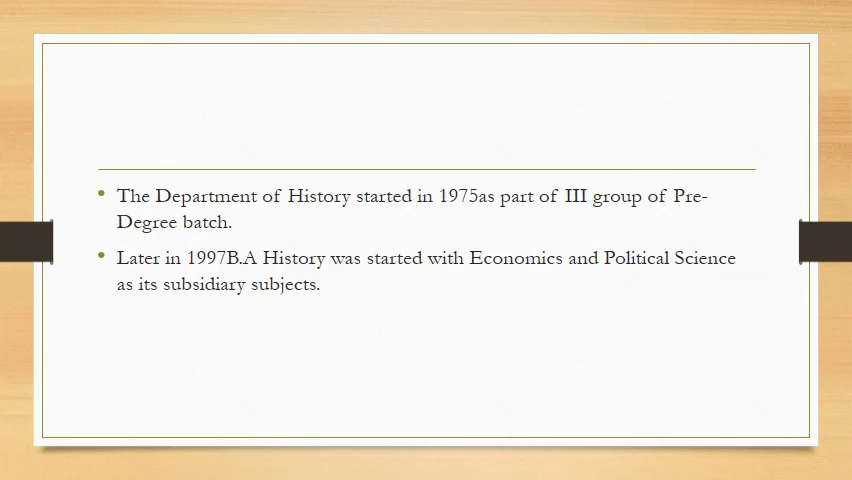 • The Department of History started in 1975as part of III group of Pre-
Degree batch.
• Later in 1997B.A History was started with Economics and Political Science
as its subsidiary subjects.